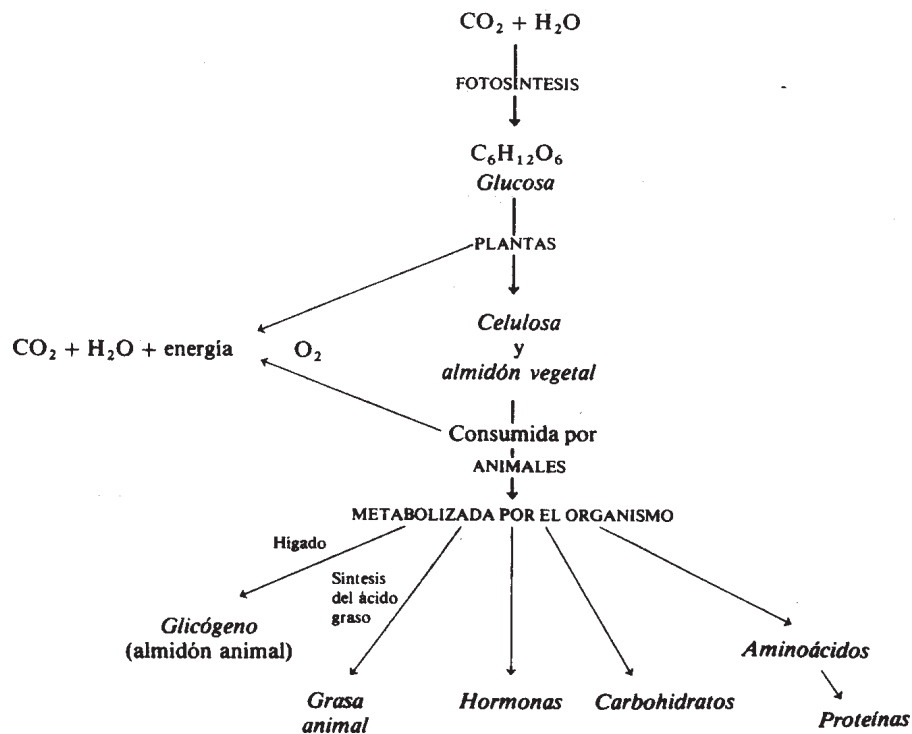 CO₂ + H₂O
FOTOSINTESIS
C₆H₁₂O₆
Glucosa
PLANTAS
Celulosa
CO₂ + H₂O + energía O₂ y
almidón vegetal
Consumida por
ANIMALES
METABOLIZADA POR EL ORGANISMO
Higado
Sintesis
del ácido
graso
Glicógeno
(almidón animal)
Aminoácidos
Grasa
animal
Hormonas
Carbohidratos
Proteínas